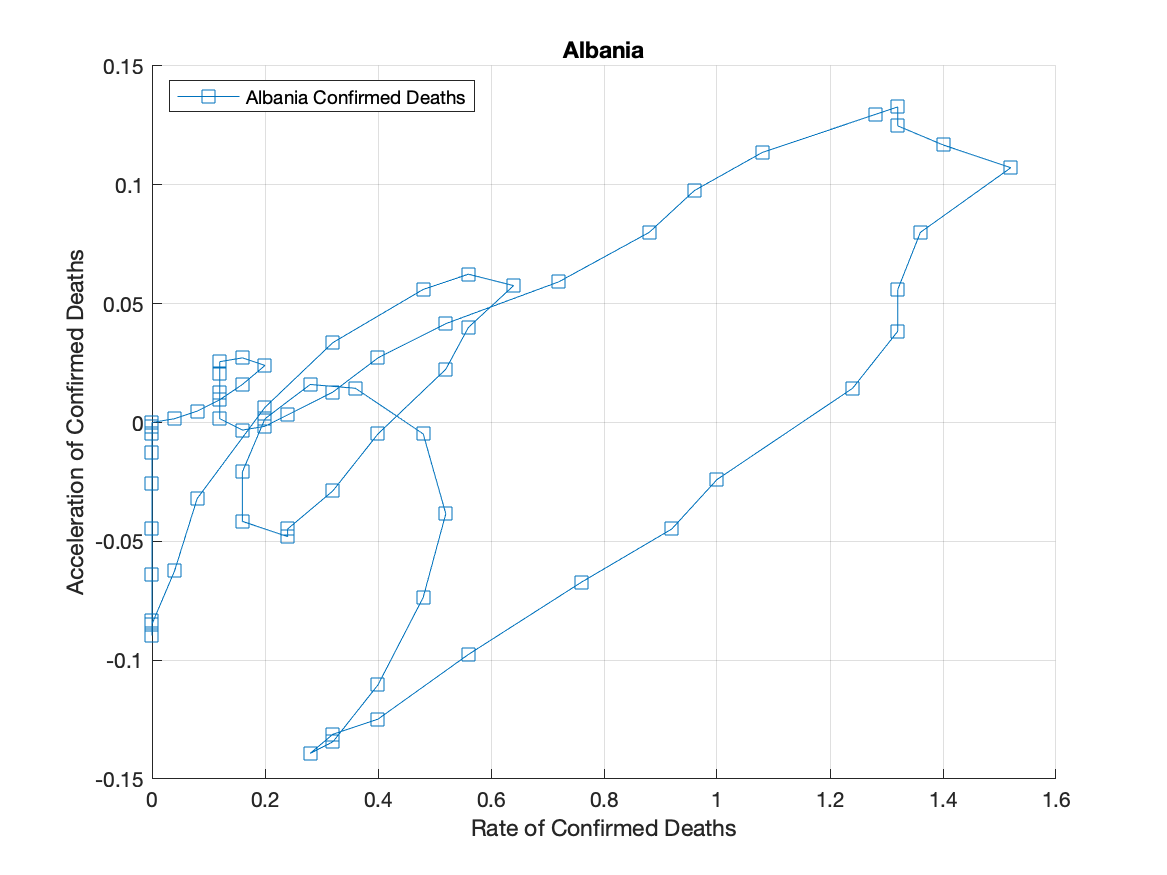 Albania
Albania Confirmed Deaths
0.15
0.1
0.05
0
-0.05
-0.1
-0.15
Acceleration of Confirmed Deaths
0 0.2 0.4 0.6 0.8 1 1.2 1.4 1.6
Rate of Confirmed Deaths